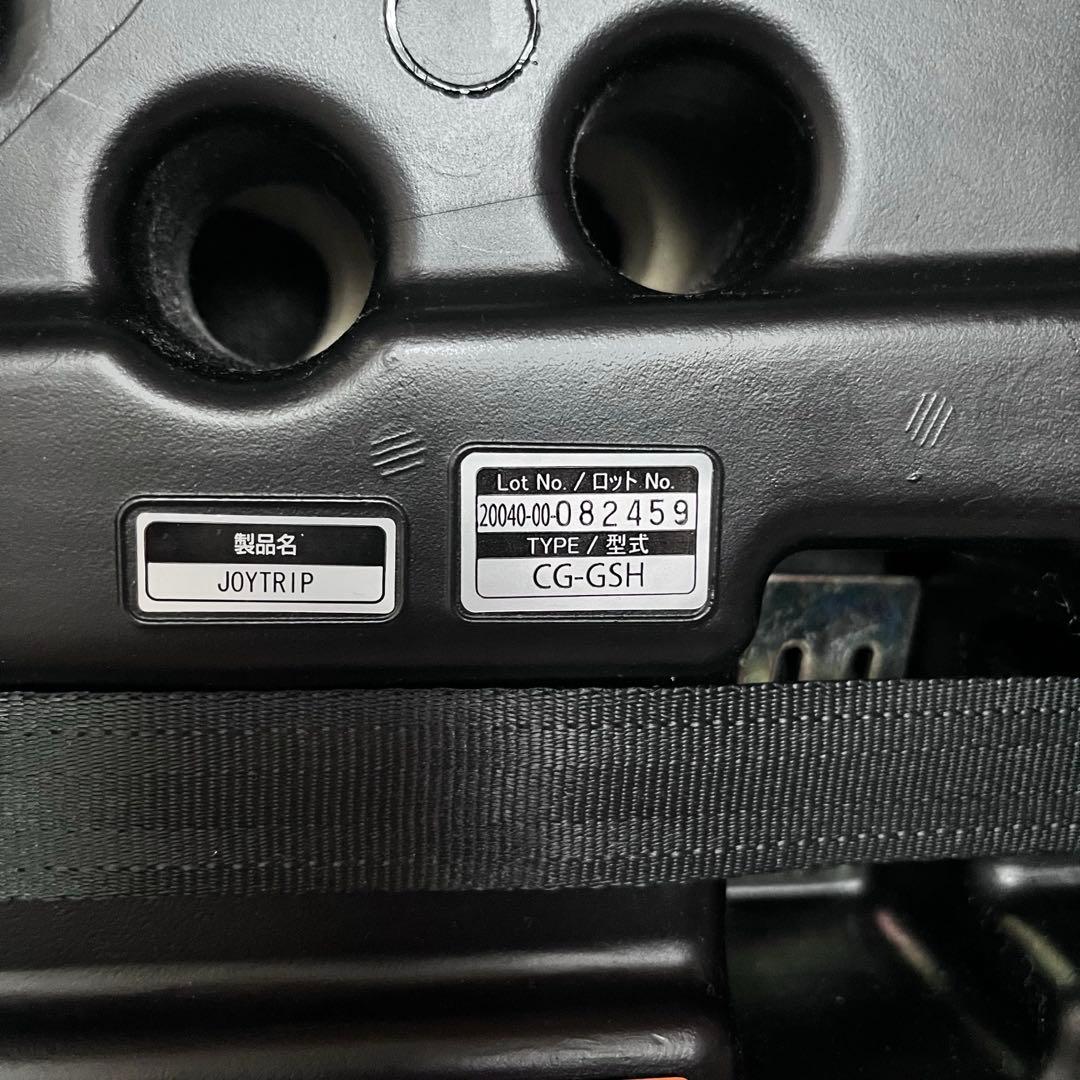 製品名
JOYTRIP
Lot No. / ロット No.
20040-00-082459
TYPE / 型式
CG-GSH